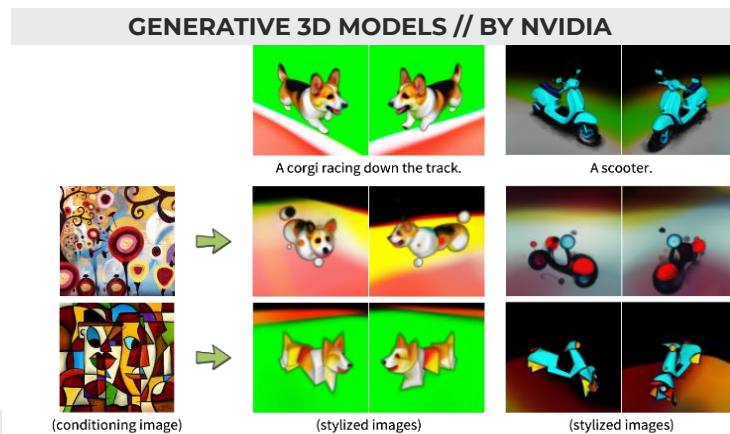 GENERATIVE 3D MODELS // BY NVIDIA
A corgi racing down the track.
A scooter.
(conditioning image)
(stylized images)
(stylized images)